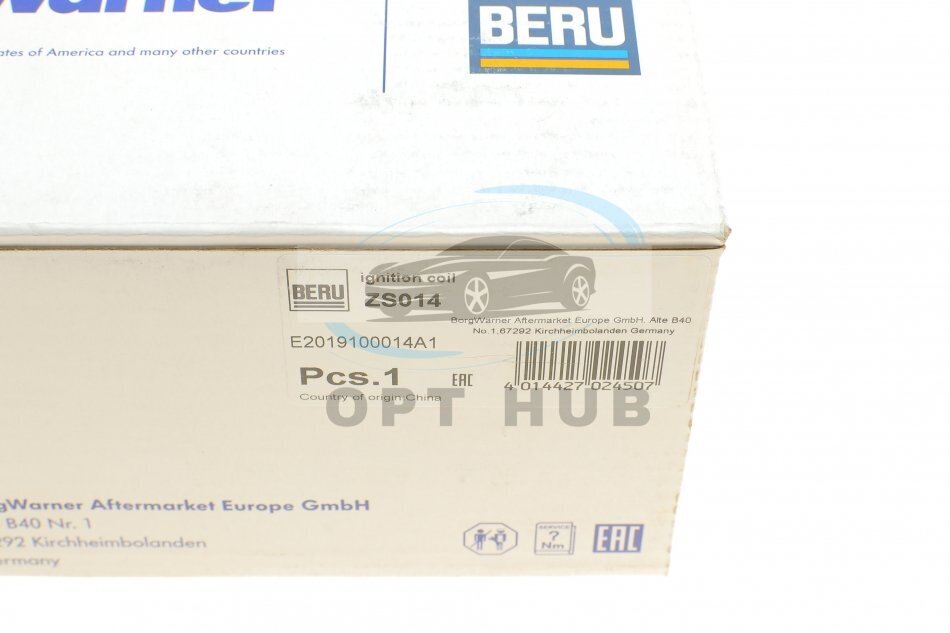 Warner
BERU
ates of America and many other countries
BERU
ignition coil
ZS014
BorgWarner Aftermarket Europe GmbH. Alte B40
No.1,67292 Kirchheimbolanden Germany
E2019100014A1
Pcs.1
EAC
4 014427 024507
Country of origin:China
OPT HUB
gWarner Aftermarket Europe GmbH
B40 Nr. 1
292 Kirchheimbolanden
ermany
SERVICE
?
Nm
EAC